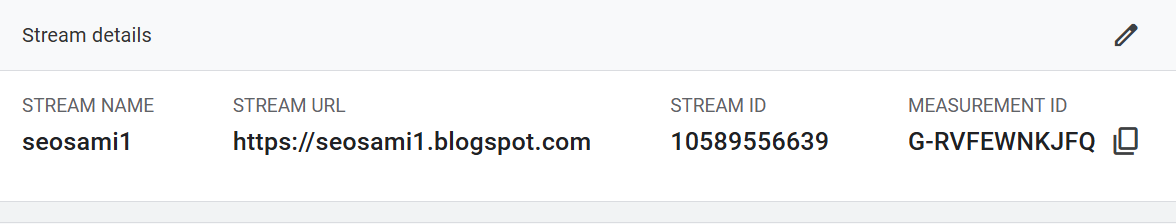 Stream details
STREAM NAME STREAM URL STREAM ID MEASUREMENT ID
seosami1 https://seosami1.blogspot.com 10589556639 G-RVFEWNKJFQ